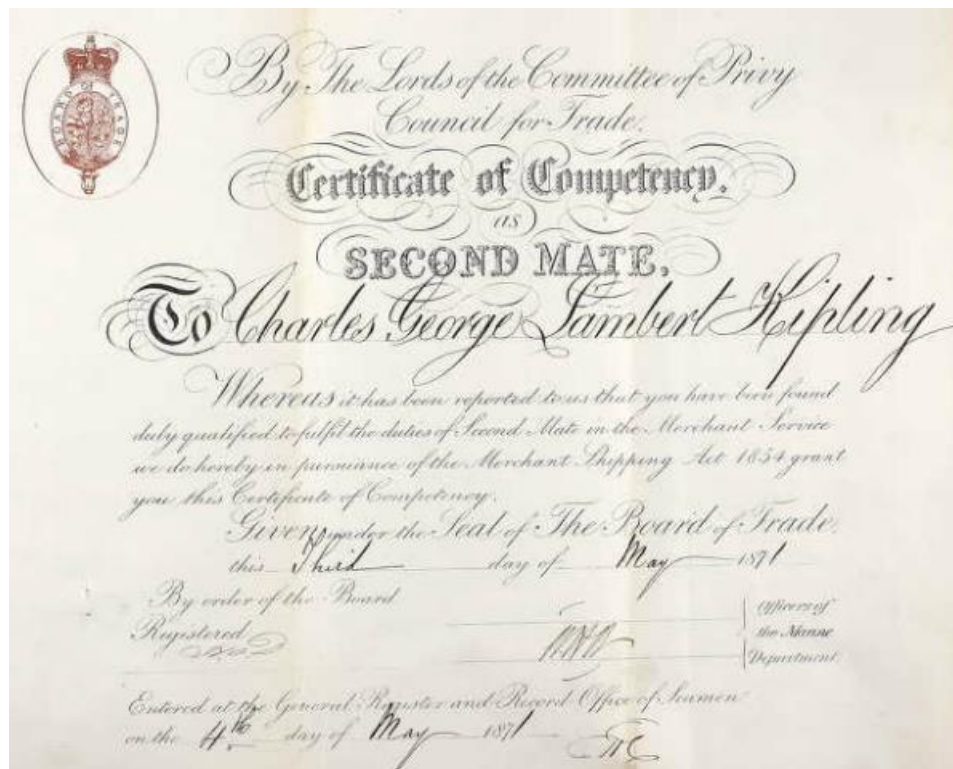 BOARD OF TRADE
By The Lords of the Committee of Privy
Council for Trade.
Certificate of Competency.
as
SECOND MATE.
To Charles George Lambert Kipling
Whereas it has been reported to us that you have been found
duly qualified to fulfil the duties of Second Mate in the Merchant Service
we do hereby in pursuance of the Merchant Shipping Act 1854 grant
you this Certificate of Competency.
Given under the Seal of The Board of Trade.
this Third day of May 1871
By order of the Board
Officers of
Registered
the Marine
Department
Entered at the General Register and Record Office of Seamen
on the 4th day of May 1871